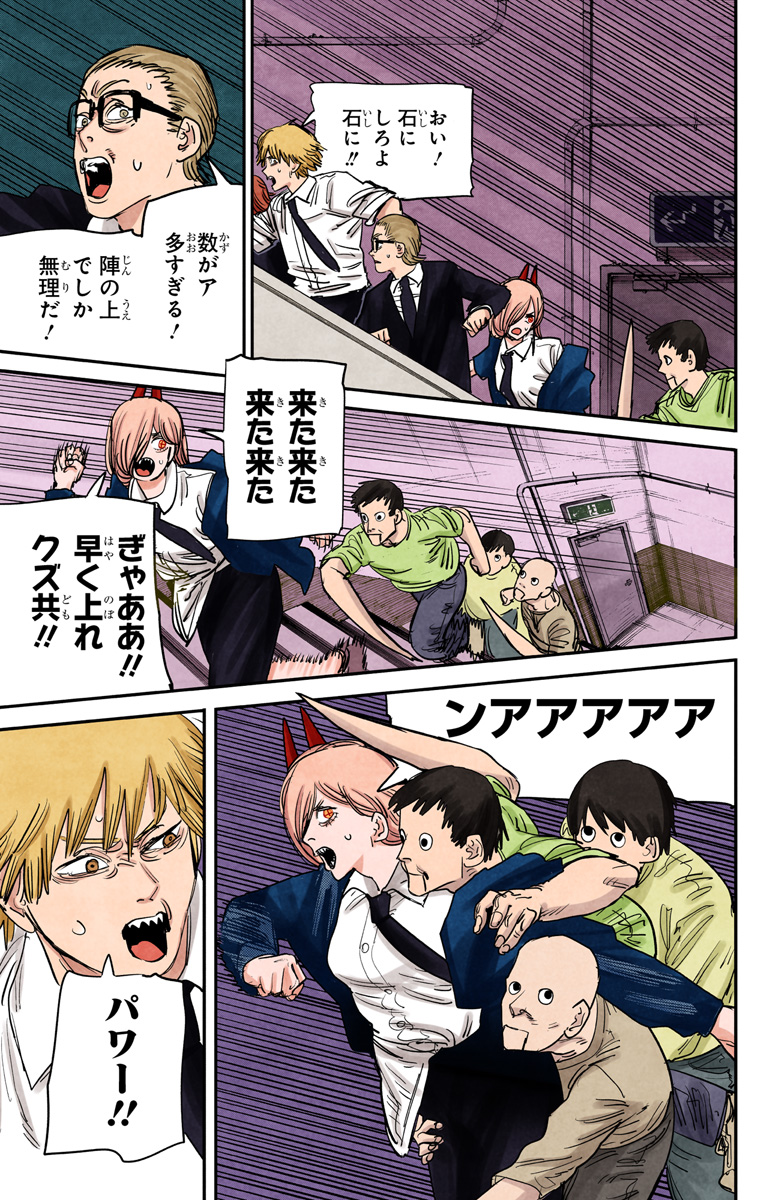 おい!
石に
しろよ
石に!!
数がア
多すぎる!
陣の上
でしか
無理だ!
来た来た
来た来た
ぎゃああ!!
早く上れ
クズ共!!
ンアアアアア
パワー!!